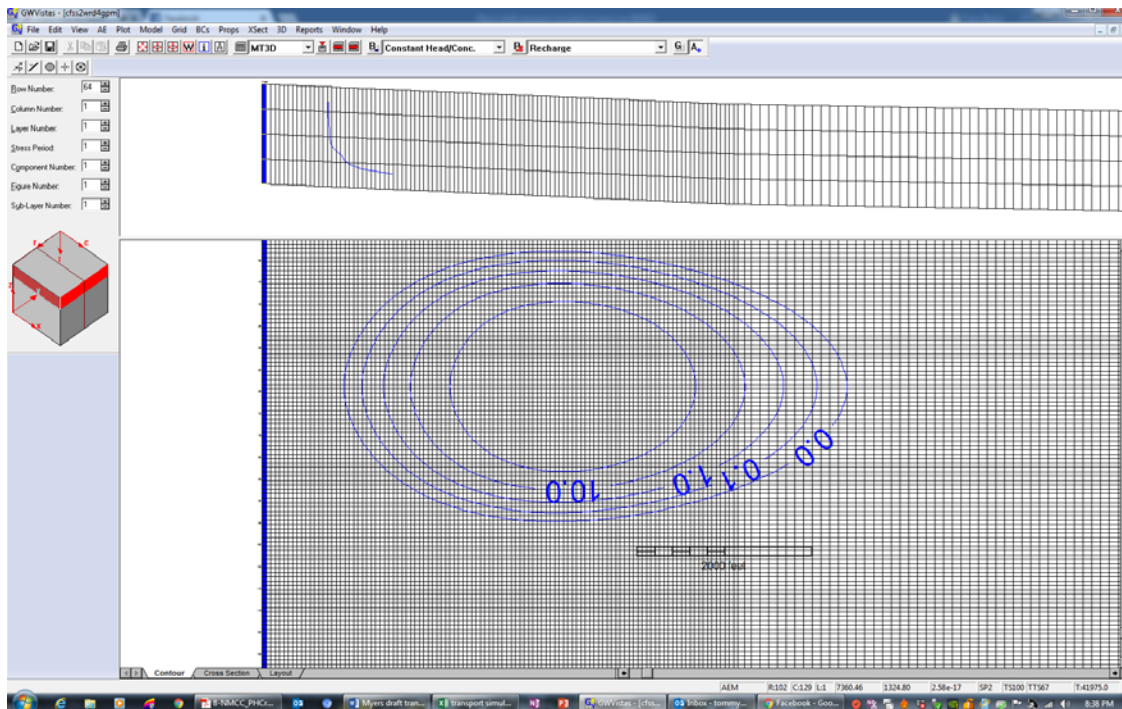 GWVistas - [cfss2wrd4gpm]
File Edit View AE Plot Model Grid BCs Props XSect 3D Reports Window Help
MT3D Constant Head/Conc. Recharge
Row Number: 64
Column Number: 1
Layer Number: 1
Stress Period: 1
Component Number: 1
Figure Number: 1
Sub-Layer Number: 1
10.0 1.0 0.1 0.0
2000 feet
Contour Cross Section Layout
AEM R:102 C:129 L:1 7360.46 1324.80 2.58e-17 SP2 TS100 TTS67 T:41975.0
8-NMCC_PHCr... Myers draft tran... transport simul... GWVistas - [cfss... Inbox - tommy... Facebook - Goo... 8:38 PM